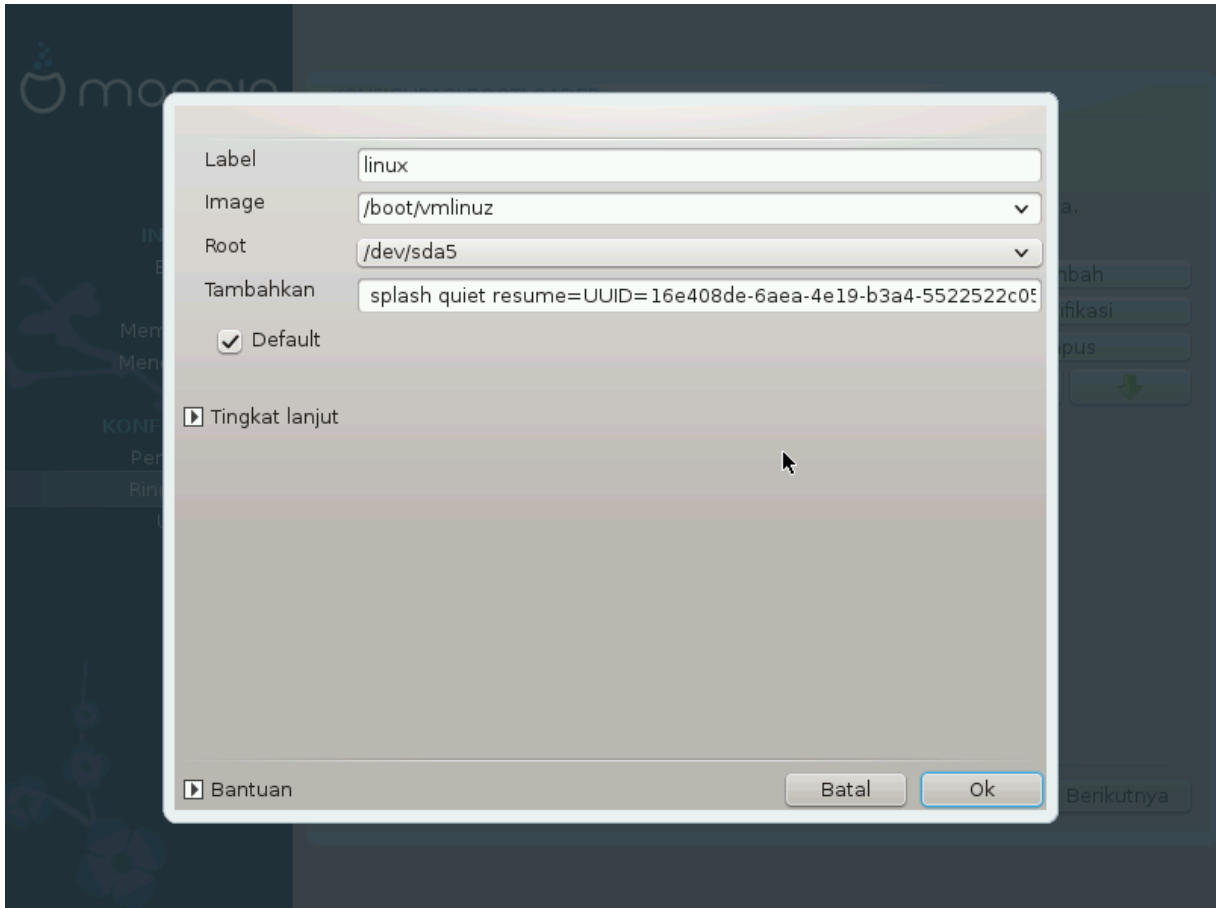 Label
linux
Image
/boot/vmlinuz
Root
/dev/sda5
Tambahkan
splash quiet resume=UUID=16e408de-6aea-4e19-b3a4-5522522c05
Default
Tingkat lanjut
Bantuan
Batal
Ok
Berikutnya